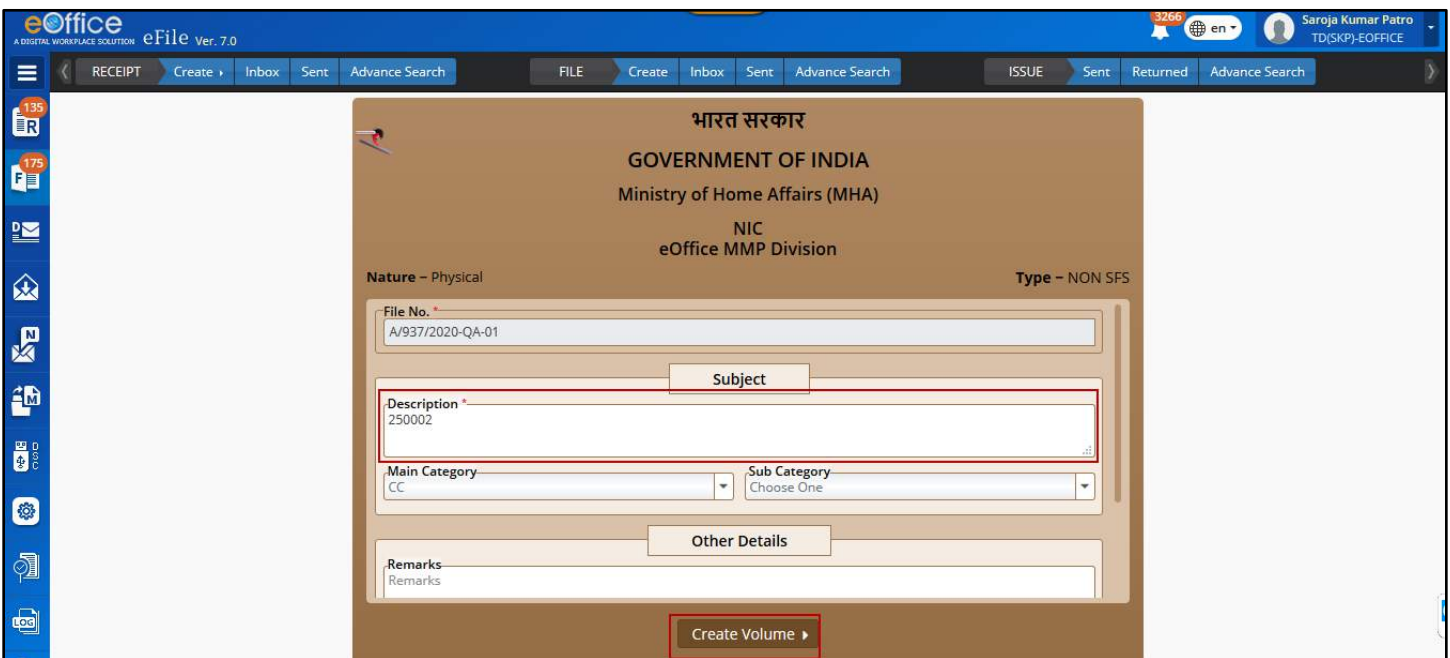 eOffice
A DIGITAL WORKPLACE SOLUTION eFile Ver. 7.0
3266
en
Saroja Kumar Patro
TD(SKP)-EOFFICE
RECEIPT Create Inbox Sent Advance Search FILE Create Inbox Sent Advance Search ISSUE Sent Returned Advance Search
135
R
175
F
D
N
M
DSC
LOG
भारत सरकार
GOVERNMENT OF INDIA
Ministry of Home Affairs (MHA)
NIC
eOffice MMP Division
Nature – Physical Type – NON SFS
File No. *
A/937/2020-QA-01
Subject
Description *
250002
Main Category Sub Category
CC Choose One
Other Details
Remarks
Remarks
Create Volume